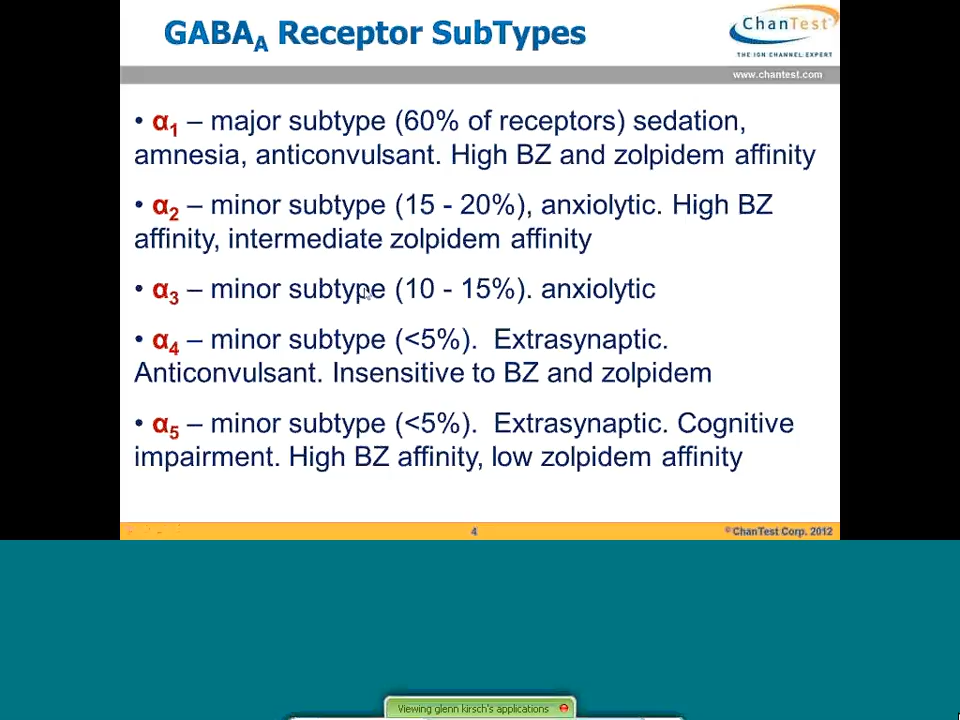 GABAA Receptor SubTypes
ChanTest
THE ION CHANNEL EXPERT
www.chantest.com
• α1 – major subtype (60% of receptors) sedation,
amnesia, anticonvulsant. High BZ and zolpidem affinity
• α2 – minor subtype (15 - 20%), anxiolytic. High BZ
affinity, intermediate zolpidem affinity
• α3 – minor subtype (10 - 15%). anxiolytic
• α4 – minor subtype (<5%).  Extrasynaptic.
Anticonvulsant. Insensitive to BZ and zolpidem
• α5 – minor subtype (<5%).  Extrasynaptic. Cognitive
impairment. High BZ affinity, low zolpidem affinity
4
©ChanTest Corp. 2012
Viewing glenn kirsch's applications